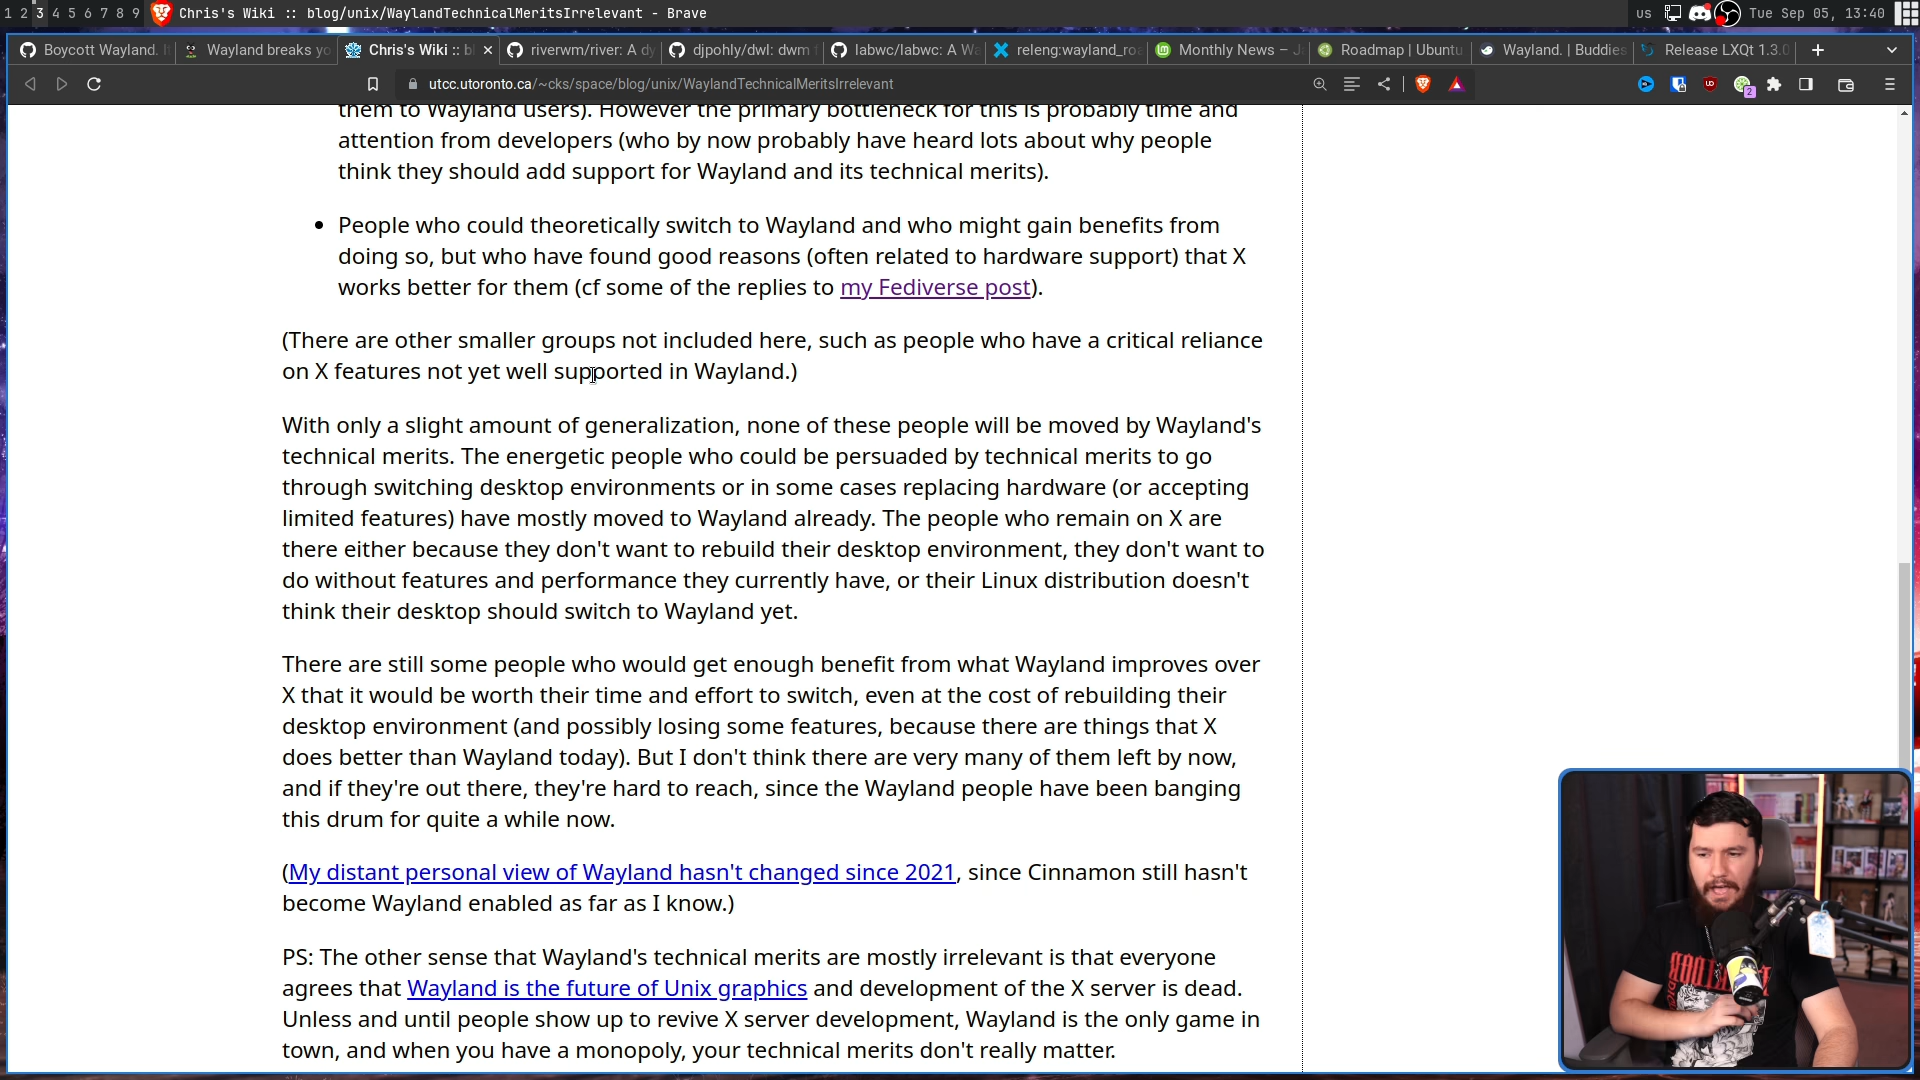 1 2 3 4 5 6 7 8 9 Chris's Wiki :: blog/unix/WaylandTechnicalMeritsIrrelevant - Brave us Tue Sep 05, 13:40
Boycott Wayland. I Wayland breaks yo Chris's Wiki :: bl riverwm/river: A dy djpohly/dwl: dwm f labwc/labwc: A Wa releng:wayland_roa Monthly News – J Roadmap | Ubuntu Wayland. | Buddies Release LXQt 1.3.0
utcc.utoronto.ca/~cks/space/blog/unix/WaylandTechnicalMeritsIrrelevant 2
them to Wayland users). However the primary bottleneck for this is probably time and
attention from developers (who by now probably have heard lots about why people
think they should add support for Wayland and its technical merits).
• People who could theoretically switch to Wayland and who might gain benefits from
doing so, but who have found good reasons (often related to hardware support) that X
works better for them (cf some of the replies to my Fediverse post).
(There are other smaller groups not included here, such as people who have a critical reliance
on X features not yet well supported in Wayland.)
With only a slight amount of generalization, none of these people will be moved by Wayland's
technical merits. The energetic people who could be persuaded by technical merits to go
through switching desktop environments or in some cases replacing hardware (or accepting
limited features) have mostly moved to Wayland already. The people who remain on X are
there either because they don't want to rebuild their desktop environment, they don't want to
do without features and performance they currently have, or their Linux distribution doesn't
think their desktop should switch to Wayland yet.
There are still some people who would get enough benefit from what Wayland improves over
X that it would be worth their time and effort to switch, even at the cost of rebuilding their
desktop environment (and possibly losing some features, because there are things that X
does better than Wayland today). But I don't think there are very many of them left by now,
and if they're out there, they're hard to reach, since the Wayland people have been banging
this drum for quite a while now.
(My distant personal view of Wayland hasn't changed since 2021, since Cinnamon still hasn't
become Wayland enabled as far as I know.)
PS: The other sense that Wayland's technical merits are mostly irrelevant is that everyone
agrees that Wayland is the future of Unix graphics and development of the X server is dead.
Unless and until people show up to revive X server development, Wayland is the only game in
town, and when you have a monopoly, your technical merits don't really matter.